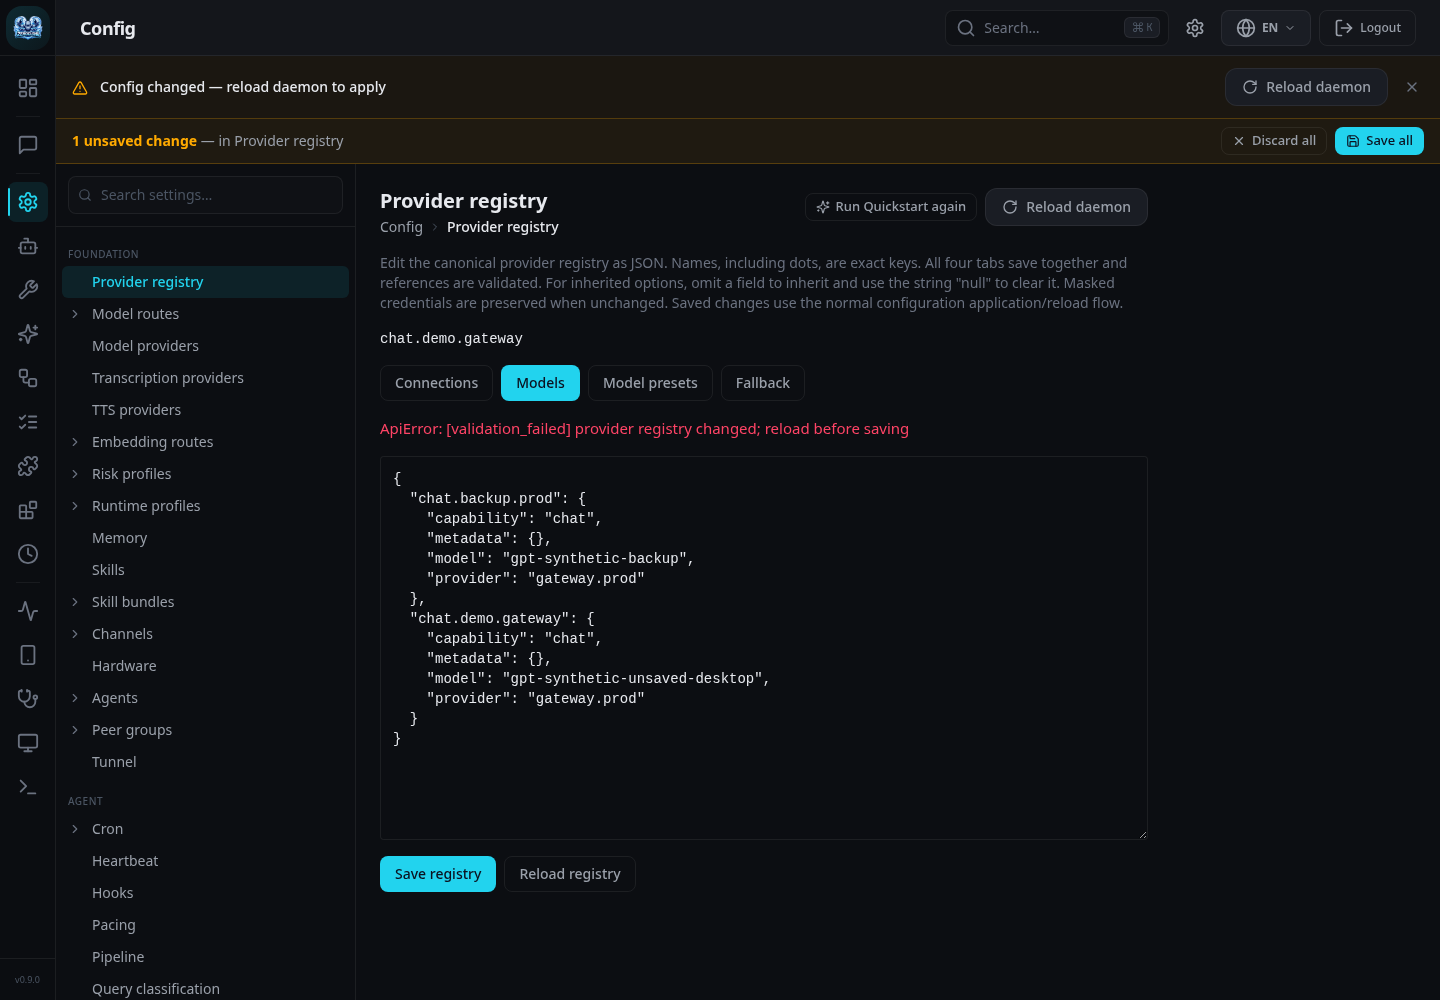 Config
Search...
⌘ K
EN
Logout
Config changed — reload daemon to apply
Reload daemon
1 unsaved change — in Provider registry
Discard all
Save all
Search settings...
FOUNDATION
Provider registry
Model routes
Model providers
Transcription providers
TTS providers
Embedding routes
Risk profiles
Runtime profiles
Memory
Skills
Skill bundles
Channels
Hardware
Agents
Peer groups
Tunnel
AGENT
Cron
Heartbeat
Hooks
Pacing
Pipeline
Query classification
v0.9.0
Provider registry
Run Quickstart again
Reload daemon
Config > Provider registry
Edit the canonical provider registry as JSON. Names, including dots, are exact keys. All four tabs save together and
references are validated. For inherited options, omit a field to inherit and use the string "null" to clear it. Masked
credentials are preserved when unchanged. Saved changes use the normal configuration application/reload flow.
chat.demo.gateway
Connections
Models
Model presets
Fallback
ApiError: [validation_failed] provider registry changed; reload before saving
{
  "chat.backup.prod": {
    "capability": "chat",
    "metadata": {},
    "model": "gpt-synthetic-backup",
    "provider": "gateway.prod"
  },
  "chat.demo.gateway": {
    "capability": "chat",
    "metadata": {},
    "model": "gpt-synthetic-unsaved-desktop",
    "provider": "gateway.prod"
  }
}
Save registry
Reload registry